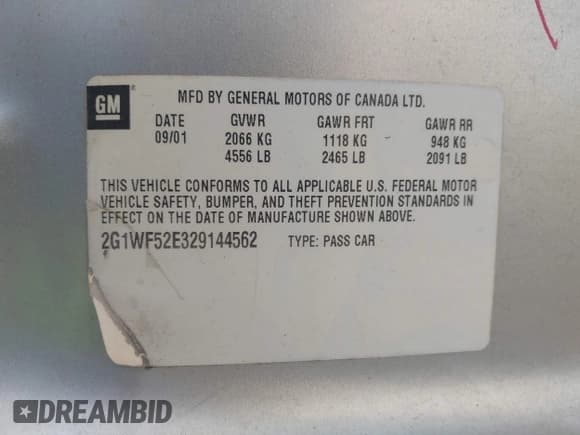 GM
MFD BY GENERAL MOTORS OF CANADA LTD.
DATE GVWR GAWR FRT GAWR RR
09/01 2066 KG 1118 KG 948 KG
4556 LB 2465 LB 2091 LB
THIS VEHICLE CONFORMS TO ALL APPLICABLE U.S. FEDERAL MOTOR
VEHICLE SAFETY, BUMPER, AND THEFT PREVENTION STANDARDS IN
EFFECT ON THE DATE OF MANUFACTURE SHOWN ABOVE.
2G1WF52E329144562 TYPE: PASS CAR
DREAMBID